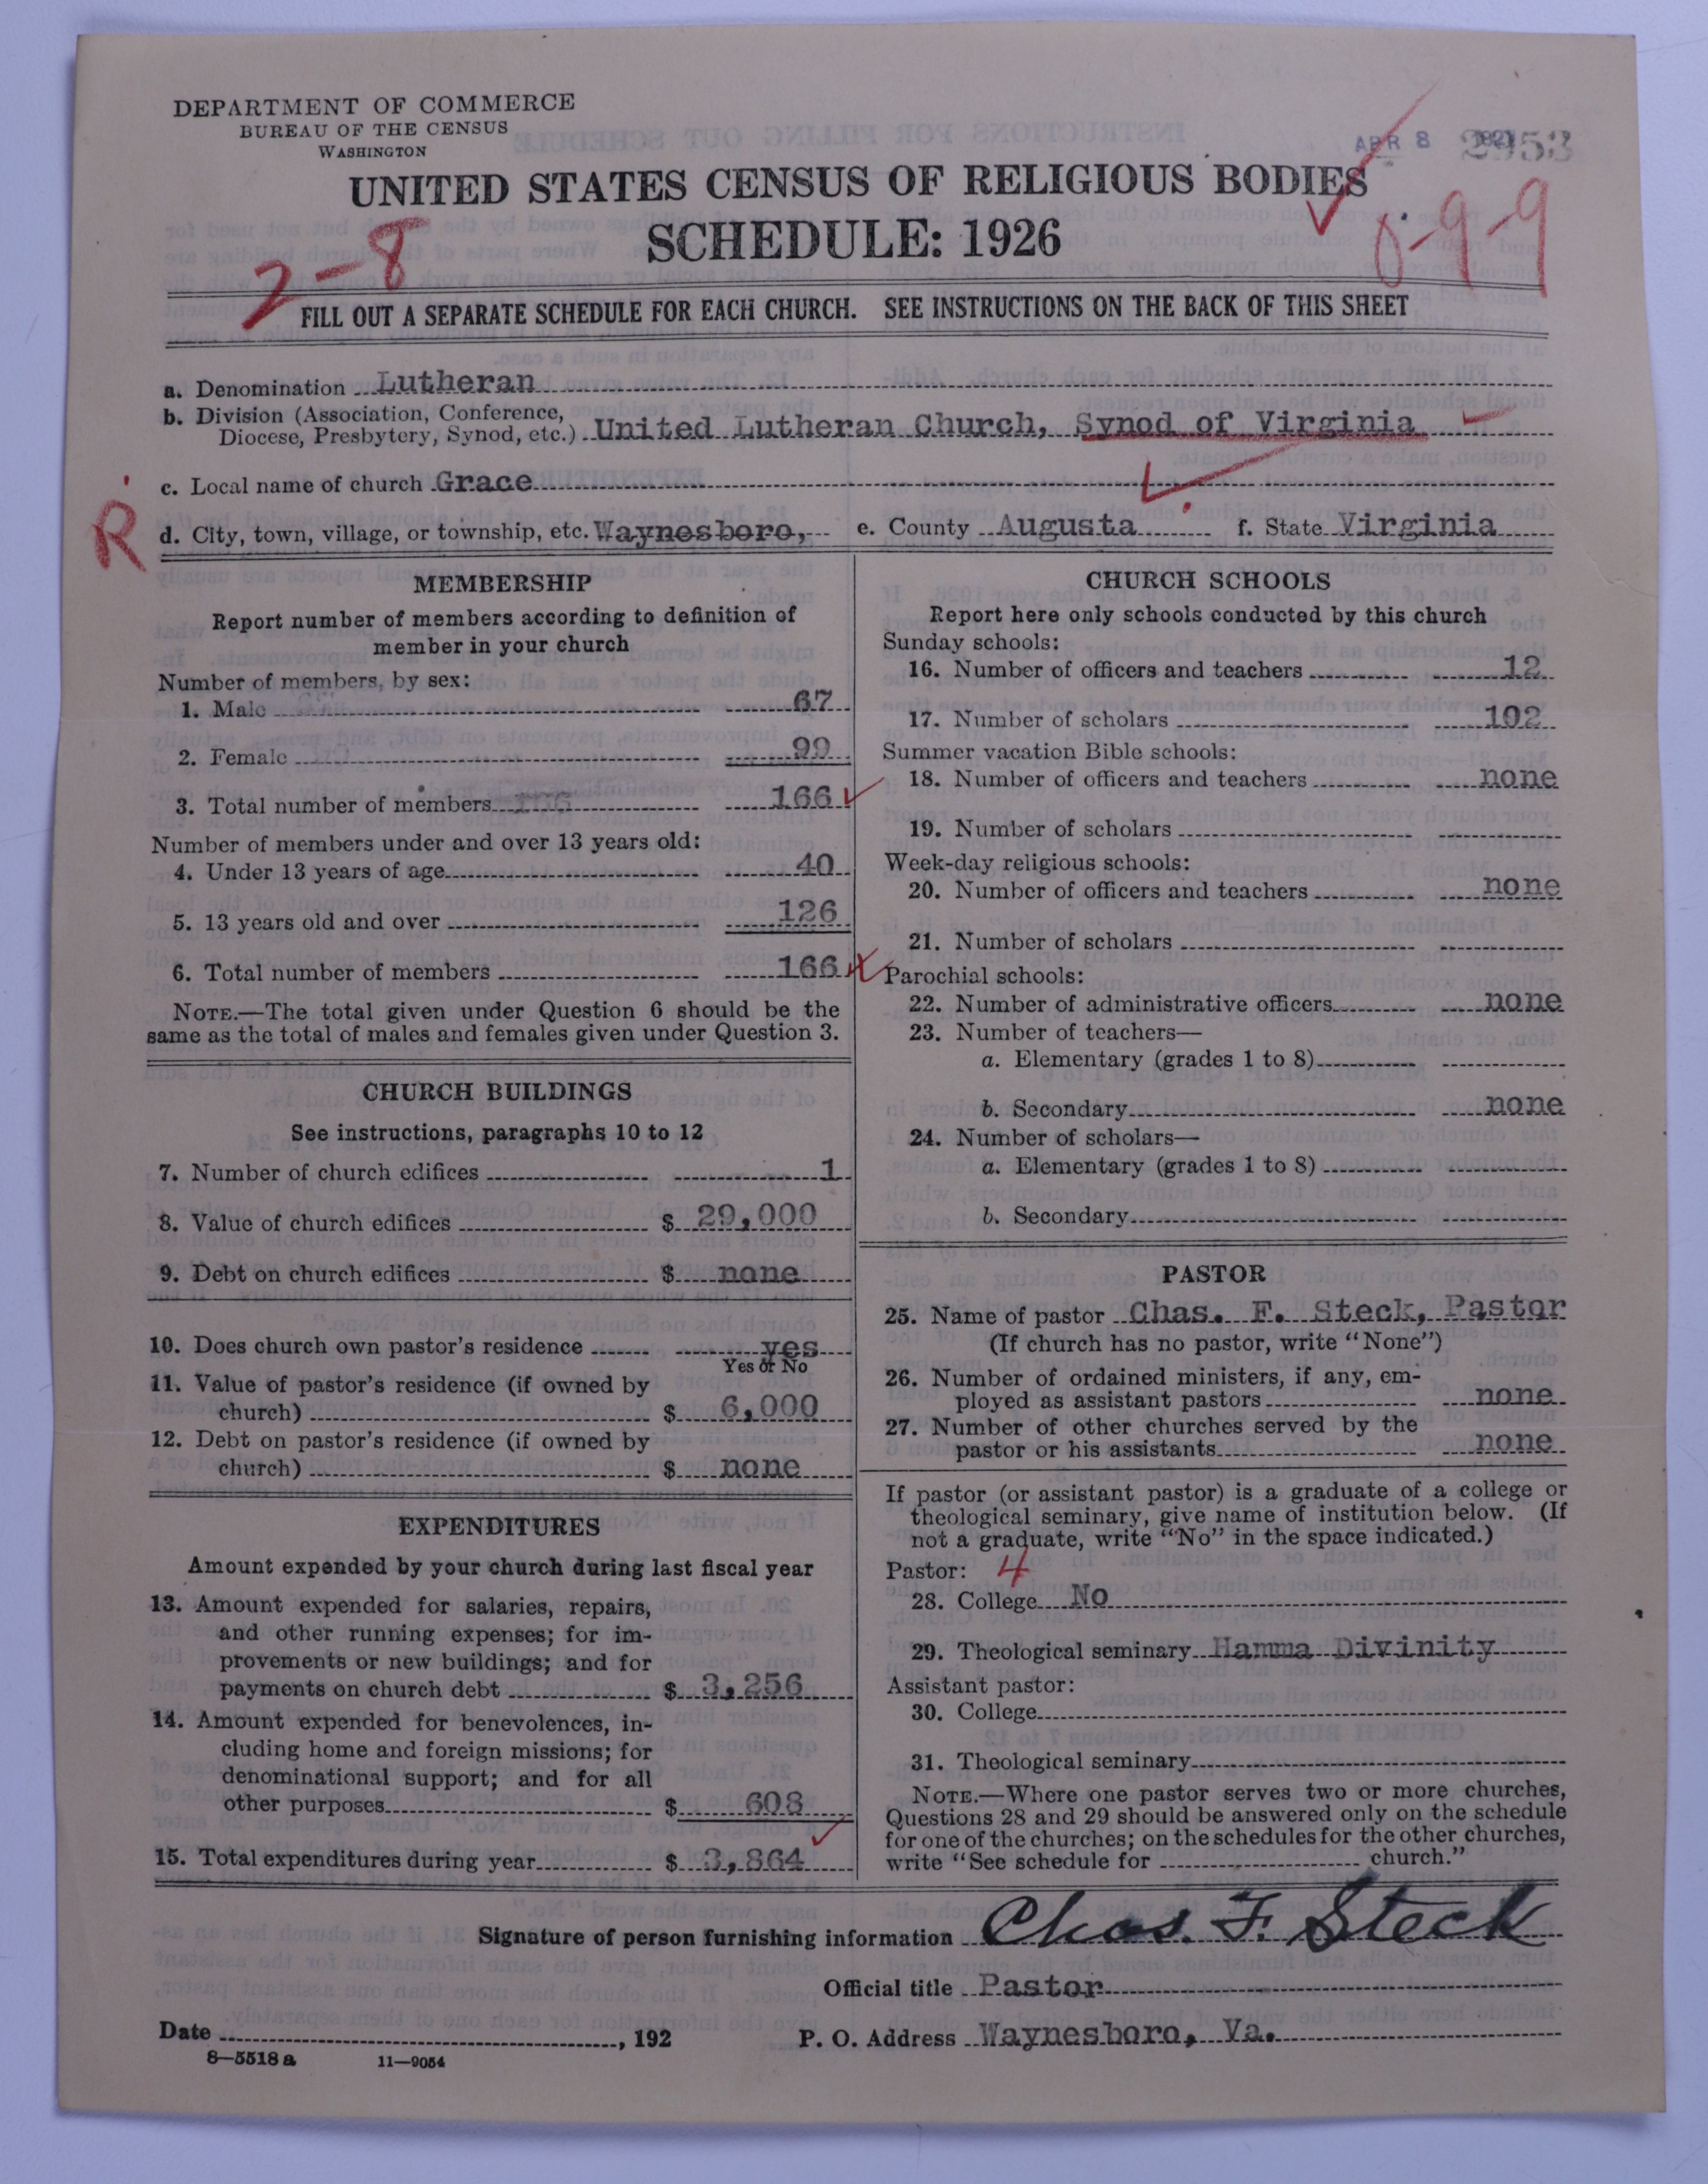 DEPARTMENT OF COMMERCE
BUREAU OF THE CENSUS
WASHINGTON
APR 8
UNITED STATES CENSUS OF RELIGIOUS BODIES
SCHEDULE: 1926
2-8
FILL OUT A SEPARATE SCHEDULE FOR EACH CHURCH. SEE INSTRUCTIONS ON THE BACK OF THIS SHEET
a. Denomination Lutheran
b. Division (Association, Conference,
Diocese, Presbytery, Synod, etc.) United Lutheran Church, Synod of Virginia
c. Local name of church Grace
R
d. City, town, village, or township, etc. Waynesboro, e. County Augusta f. State Virginia
MEMBERSHIP
Report number of members according to definition of
member in your church
Number of members, by sex:
1. Male 67
2. Female 99
3. Total number of members 166
Number of members under and over 13 years old:
4. Under 13 years of age 40
5. 13 years old and over 126
6. Total number of members 166
NOTE.—The total given under Question 6 should be the
same as the total of males and females given under Question 3.
CHURCH BUILDINGS
See instructions, paragraphs 10 to 12
7. Number of church edifices 1
8. Value of church edifices $ 29,000
9. Debt on church edifices $ none
10. Does church own pastor's residence yes
Yes or No
11. Value of pastor's residence (if owned by
church) $ 6,000
12. Debt on pastor's residence (if owned by
church) $ none
EXPENDITURES
Amount expended by your church during last fiscal year
13. Amount expended for salaries, repairs,
and other running expenses; for im-
provements or new buildings; and for
payments on church debt $ 3,256
14. Amount expended for benevolences, in-
cluding home and foreign missions; for
denominational support; and for all
other purposes $ 608
15. Total expenditures during year $ 3,864
CHURCH SCHOOLS
Report here only schools conducted by this church
Sunday schools:
16. Number of officers and teachers 12
17. Number of scholars 102
Summer vacation Bible schools:
18. Number of officers and teachers none
19. Number of scholars
Week-day religious schools:
20. Number of officers and teachers none
21. Number of scholars
Parochial schools:
22. Number of administrative officers none
23. Number of teachers—
a. Elementary (grades 1 to 8)
b. Secondary none
24. Number of scholars—
a. Elementary (grades 1 to 8)
b. Secondary
PASTOR
25. Name of pastor Chas. F. Steck, Pastor
(If church has no pastor, write "None")
26. Number of ordained ministers, if any, em-
ployed as assistant pastors none
27. Number of other churches served by the
pastor or his assistants none
If pastor (or assistant pastor) is a graduate of a college or
theological seminary, give name of institution below. (If
not a graduate, write "No" in the space indicated.)
Pastor: 4
28. College No
29. Theological seminary Hamma Divinity
Assistant pastor:
30. College
31. Theological seminary
NOTE.—Where one pastor serves two or more churches,
Questions 28 and 29 should be answered only on the schedule
for one of the churches; on the schedules for the other churches,
write "See schedule for church."
Signature of person furnishing information Chas. F. Steck
Official title Pastor
Date , 192 P. O. Address Waynesboro, Va.
8—5518 a 11—9054